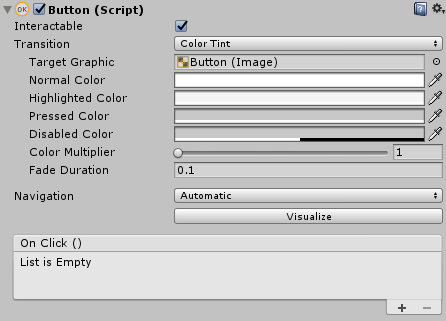 OK Button (Script)
Interactable
Transition Color Tint
Target Graphic Button (Image)
Normal Color
Highlighted Color
Pressed Color
Disabled Color
Color Multiplier 1
Fade Duration 0.1
Navigation Automatic
Visualize
On Click ()
List is Empty
+ −